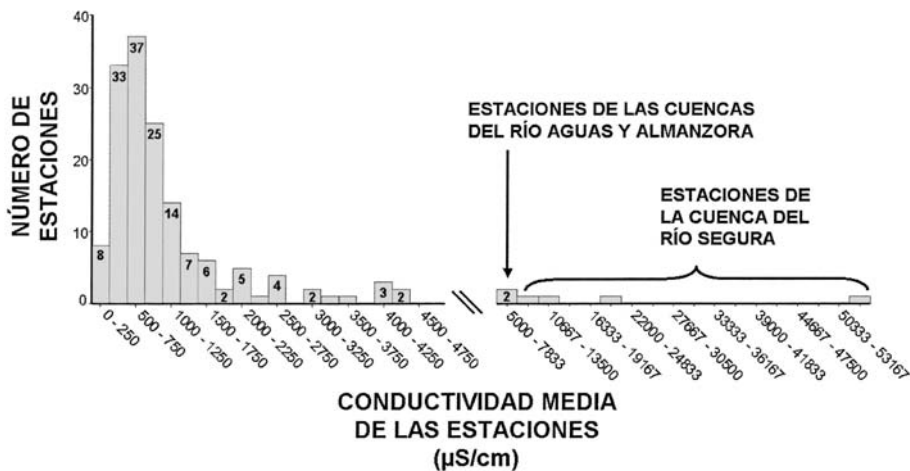 NÚMERO DE
ESTACIONES
40
30
20
10
0
8
33
37
25
14
7
6
2
5
4
2
3
2
2
ESTACIONES DE LAS CUENCAS
DEL RÍO AGUAS Y ALMANZORA
ESTACIONES DE
LA CUENCA DEL
RÍO SEGURA
0 - 250
500 - 750
1000 - 1250
1500 - 1750
2000 - 2250
2500 - 2750
3000 - 3250
3500 - 3750
4000 - 4250
4500 - 4750
5000 - 7833
10667 - 13500
16333 - 19167
22000 - 24833
27667 - 30500
33333 - 36167
39000 - 41833
44667 - 47500
50333 - 53167
CONDUCTIVIDAD MEDIA
DE LAS ESTACIONES
(µS/cm)